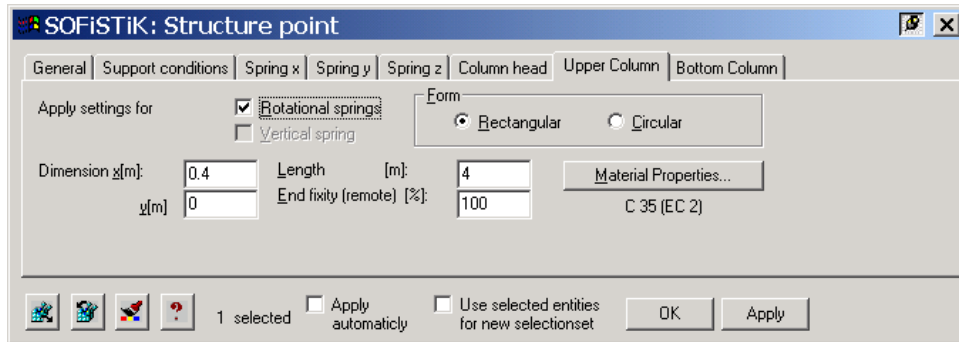 SOFiSTiK: Structure point
General Support conditions Spring x Spring y Spring z Column head Upper Column Bottom Column
Apply settings for Rotational springs Form
Rectangular Circular
Vertical spring
Dimension x[m]: 0.4 Length [m]: 4 Material Properties...
y[m] 0 End fixity (remote) [%]: 100 C 35 (EC 2)
? 1 selected Apply automaticly Use selected entities for new selectionset OK Apply